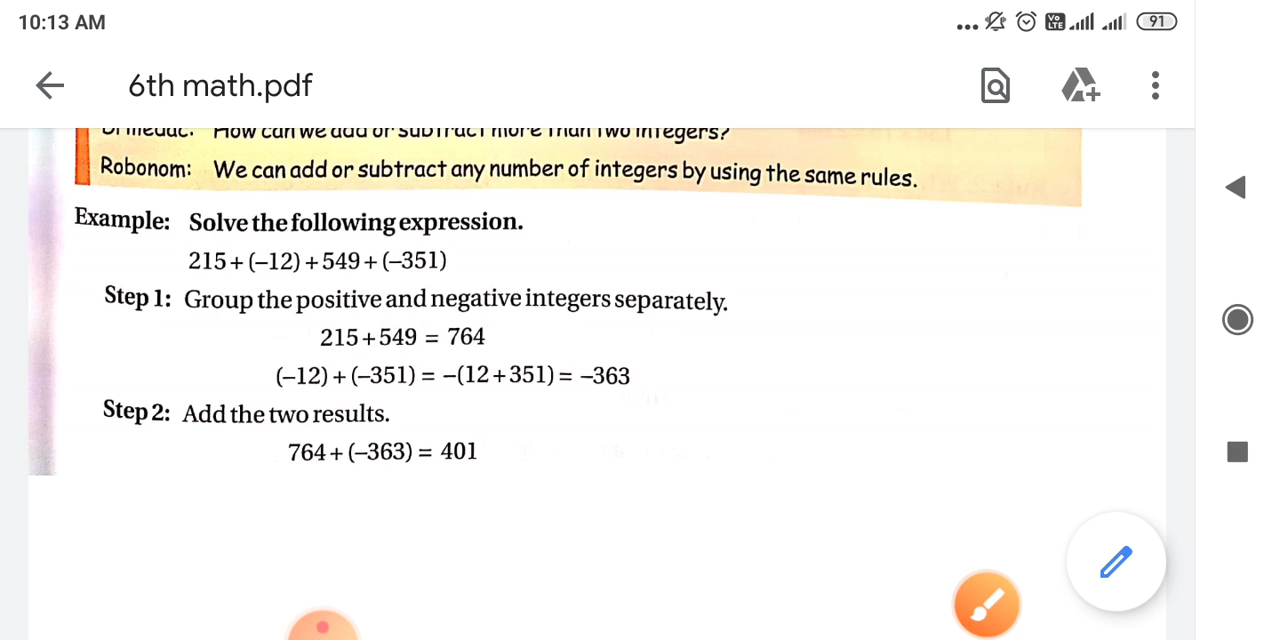 10:13 AM
Vo LTE 91
6th math.pdf
How can we add or subtract more than two integers?
Robonom: We can add or subtract any number of integers by using the same rules.
Example: Solve the following expression.
215 + (–12) + 549 + (–351)
Step 1: Group the positive and negative integers separately.
215 + 549 = 764
(–12) + (–351) = –(12 + 351) = –363
Step 2: Add the two results.
764 + (–363) = 401